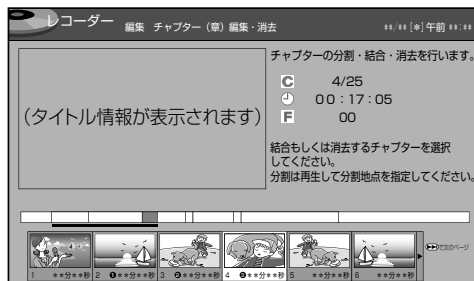 レコーダー 編集 チャプター（章）編集・消去 **/**[*]午前**:**
チャプターの分割・結合・消去を行います。
C 4/25
00：17：05
F 00
（タイトル情報が表示されます）
結合もしくは消去するチャプターを選択
してください。
分割は再生して分割地点を指定してください。
1 **分**秒 2 ❶**分**秒 3 ❷**分**秒 4 ❸**分**秒 5 **分**秒 6 **分**秒
で次のページ